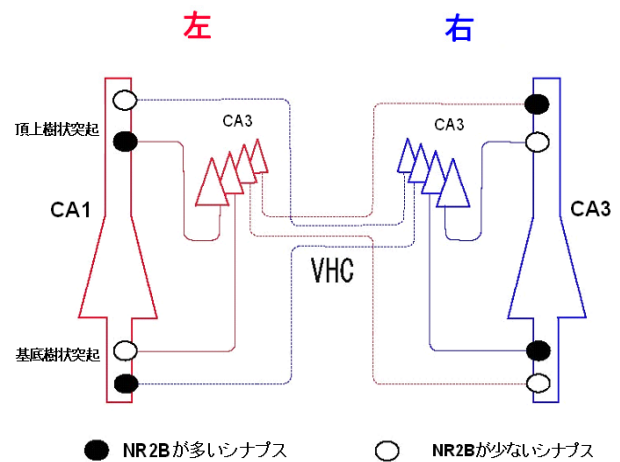 左
右
CA3
CA3
頂上樹状突起
CA1
CA3
VHC
基底樹状突起
NR2Bが多いシナプス
NR2Bが少ないシナプス